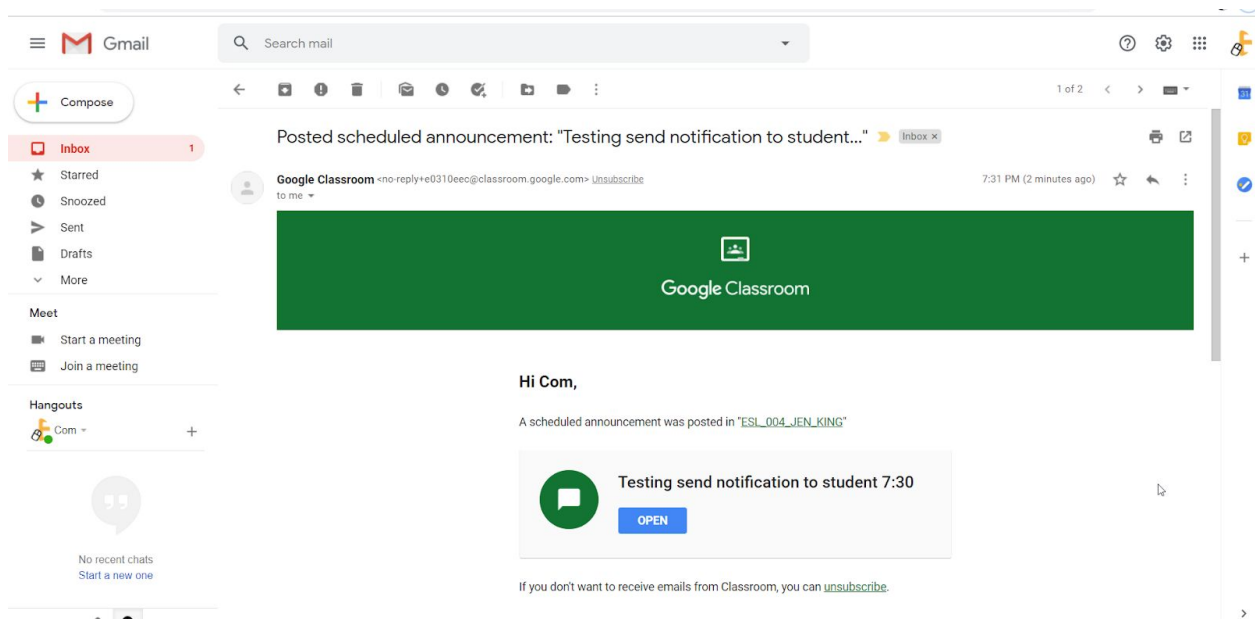 Gmail
Search mail
Compose
1 of 2
Inbox 1
Starred
Snoozed
Sent
Drafts
More
Meet
Start a meeting
Join a meeting
Hangouts
Com
No recent chats
Start a new one
Posted scheduled announcement: "Testing send notification to student..." Inbox ×
Google Classroom <no-reply+e0310eec@classroom.google.com> Unsubscribe 7:31 PM (2 minutes ago)
to me
Google Classroom
Hi Com,
A scheduled announcement was posted in "ESL_004_JEN_KING"
Testing send notification to student 7:30
OPEN
If you don't want to receive emails from Classroom, you can unsubscribe.
31